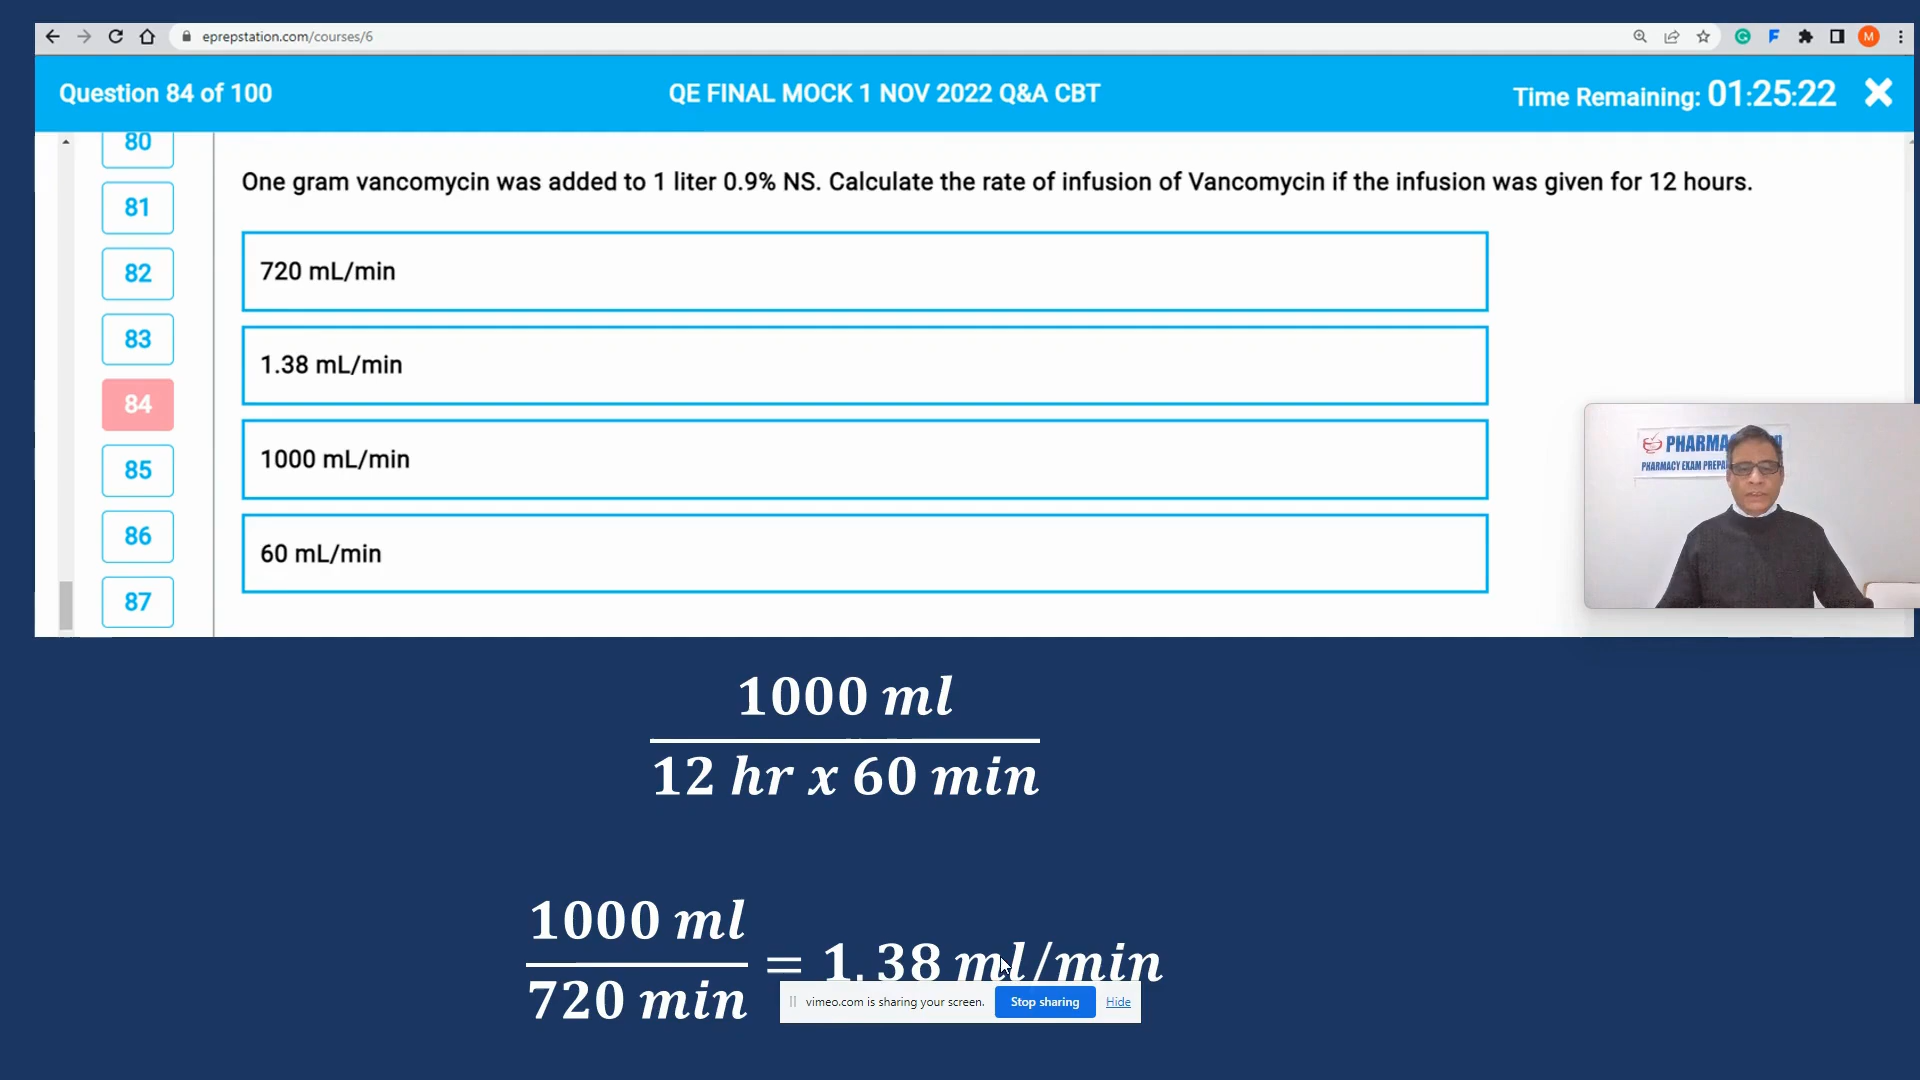 eprepstation.com/courses/6
M
Question 84 of 100
QE FINAL MOCK 1 NOV 2022 Q&A CBT
Time Remaining: 01:25:22
80
81
82
83
84
85
86
87
One gram vancomycin was added to 1 liter 0.9% NS. Calculate the rate of infusion of Vancomycin if the infusion was given for 12 hours.
720 mL/min
1.38 mL/min
1000 mL/min
60 mL/min
PHARMACY EXAM
1000 ml
12 hr x 60 min
1000 ml
720 min
= 1.38 ml/min
vimeo.com is sharing your screen.
Stop sharing
Hide